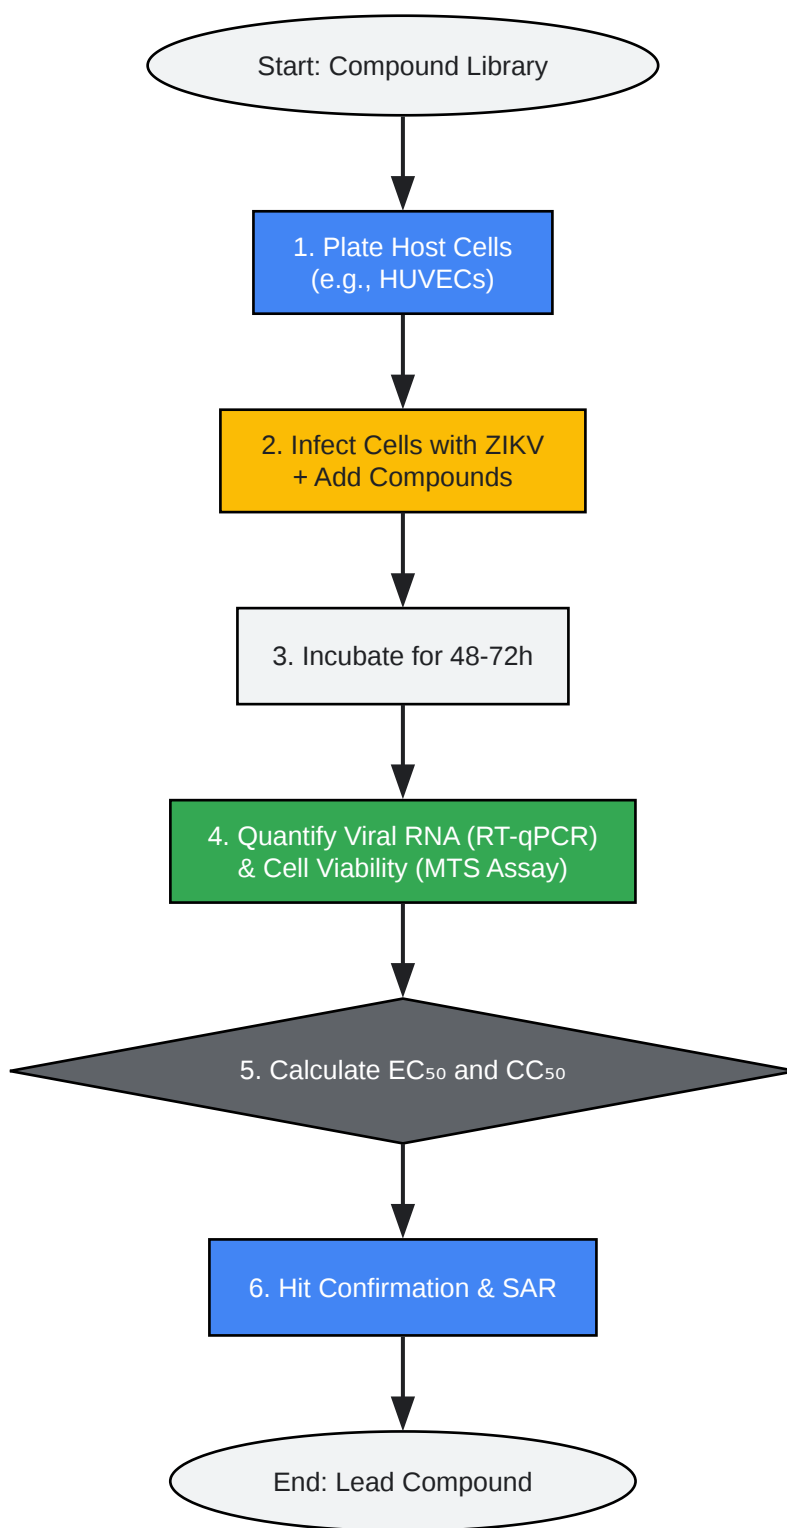 Start: Compound Library
1. Plate Host Cells
(e.g., HUVECs)
2. Infect Cells with ZIKV
+ Add Compounds
3. Incubate for 48-72h
4. Quantify Viral RNA (RT-qPCR)
& Cell Viability (MTS Assay)
5. Calculate EC₅₀ and CC₅₀
6. Hit Confirmation & SAR
End: Lead Compound